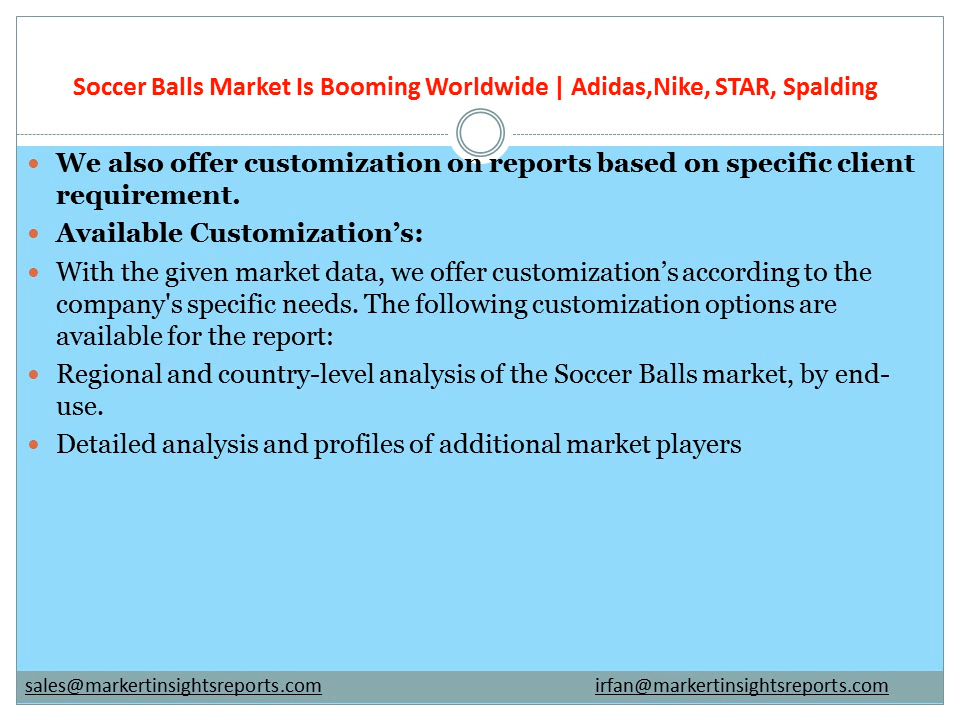 Soccer Balls Market Is Booming Worldwide | Adidas,Nike, STAR, Spalding
We also offer customization on reports based on specific client
requirement.
Available Customization’s:
With the given market data, we offer customization’s according to the
company's specific needs. The following customization options are
available for the report:
Regional and country-level analysis of the Soccer Balls market, by end-
use.
Detailed analysis and profiles of additional market players
sales@markertinsightsreports.com irfan@markertinsightsreports.com